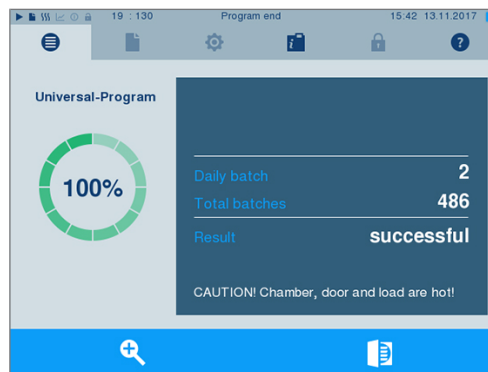 19 : 130 Program end 15:42 13.11.2017
Universal-Program
100%
Daily batch 2
Total batches 486
Result successful
CAUTION! Chamber, door and load are hot!